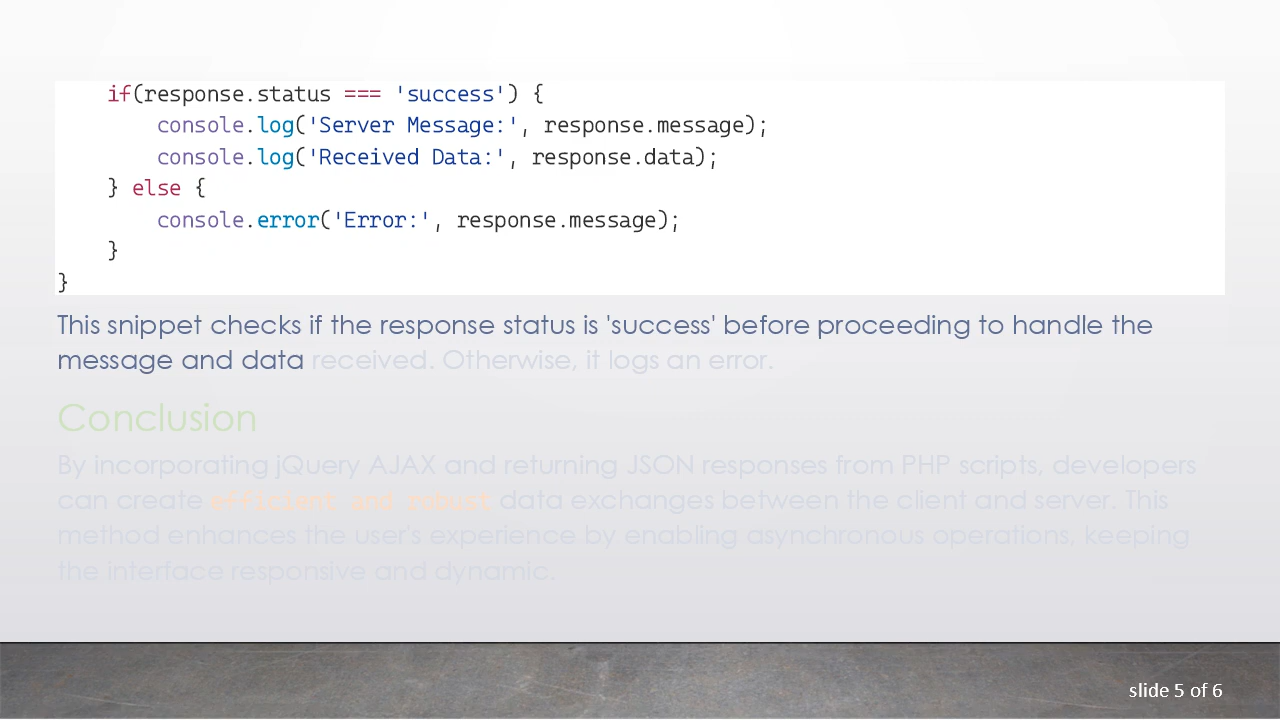 if(response.status === 'success') {
console.log('Server Message:', response.message);
console.log('Received Data:', response.data);
} else {
console.error('Error:', response.message);
}
}
This snippet checks if the response status is 'success' before proceeding to handle the
message and data received. Otherwise, it logs an error.
Conclusion
By incorporating jQuery AJAX and returning JSON responses from PHP scripts, developers
can create efficient and robust data exchanges between the client and server. This
method enhances the user's experience by enabling asynchronous operations, keeping
the interface responsive and dynamic.
slide 5 of 6